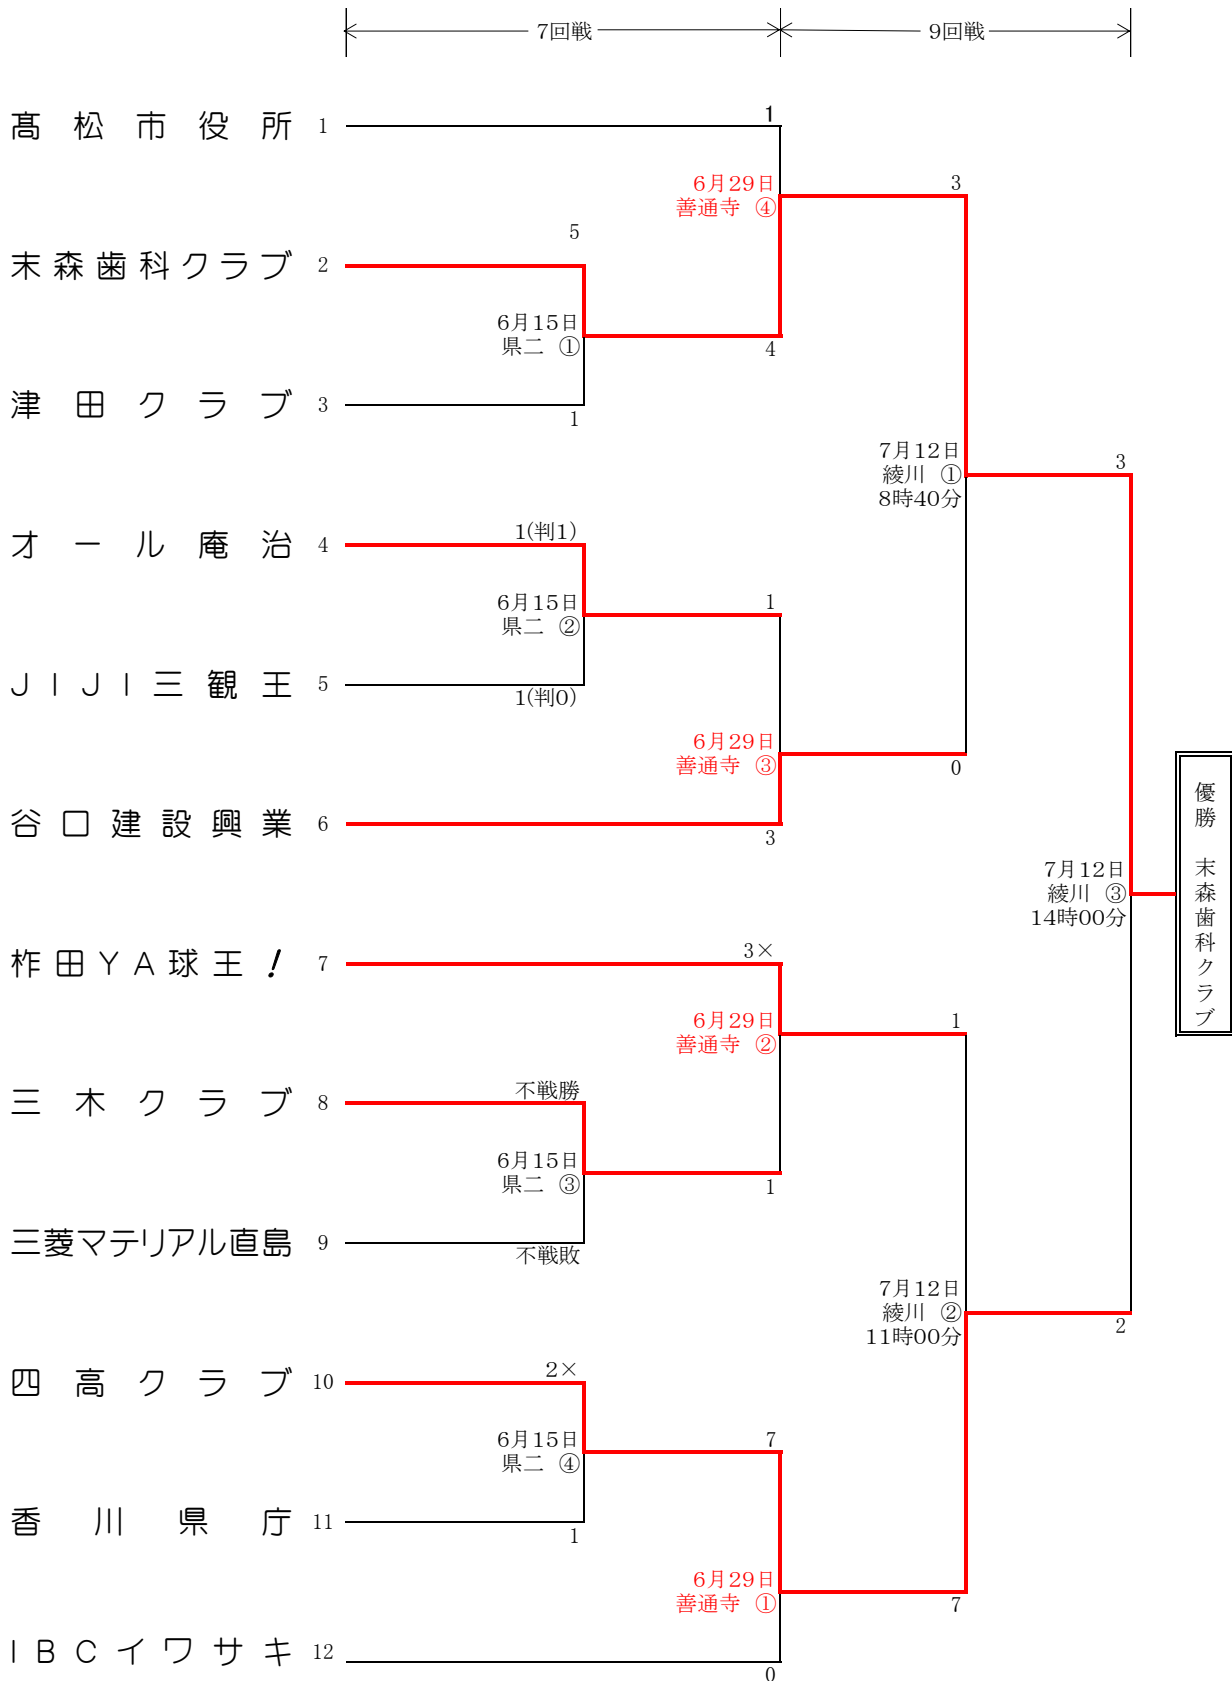 7回戦
9回戦
髙松市役所 1
1
6月29日
善通寺 ④
3
5
末森歯科クラブ 2
6月15日
県二 ①
4
津田クラブ 3
1
7月12日
綾川 ①
8時40分
3
1(判1)
オール庵治 4
6月15日
県二 ②
1
JIJI三観王 5
1(判0)
6月29日
善通寺 ③
0
谷口建設興業 6
3
優勝 末森歯科クラブ
7月12日
綾川 ③
14時00分
柞田YA球王! 7
3×
6月29日
善通寺 ②
1
不戦勝
三木クラブ 8
6月15日
県二 ③
1
三菱マテリアル直島 9
不戦敗
7月12日
綾川 ②
11時00分
2
2×
四高クラブ 10
6月15日
県二 ④
7
香川県庁 11
1
6月29日
善通寺 ①
7
IBCイワサキ 12
0